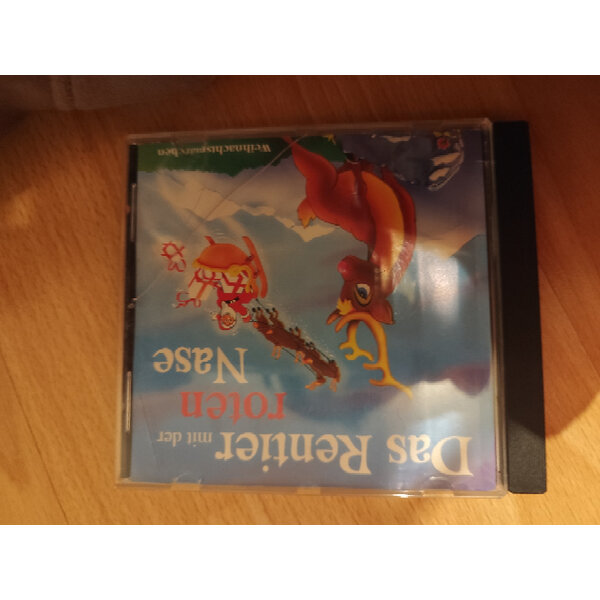 Das Rentier mit der
roten
Nase
Weihnachtsmärchen